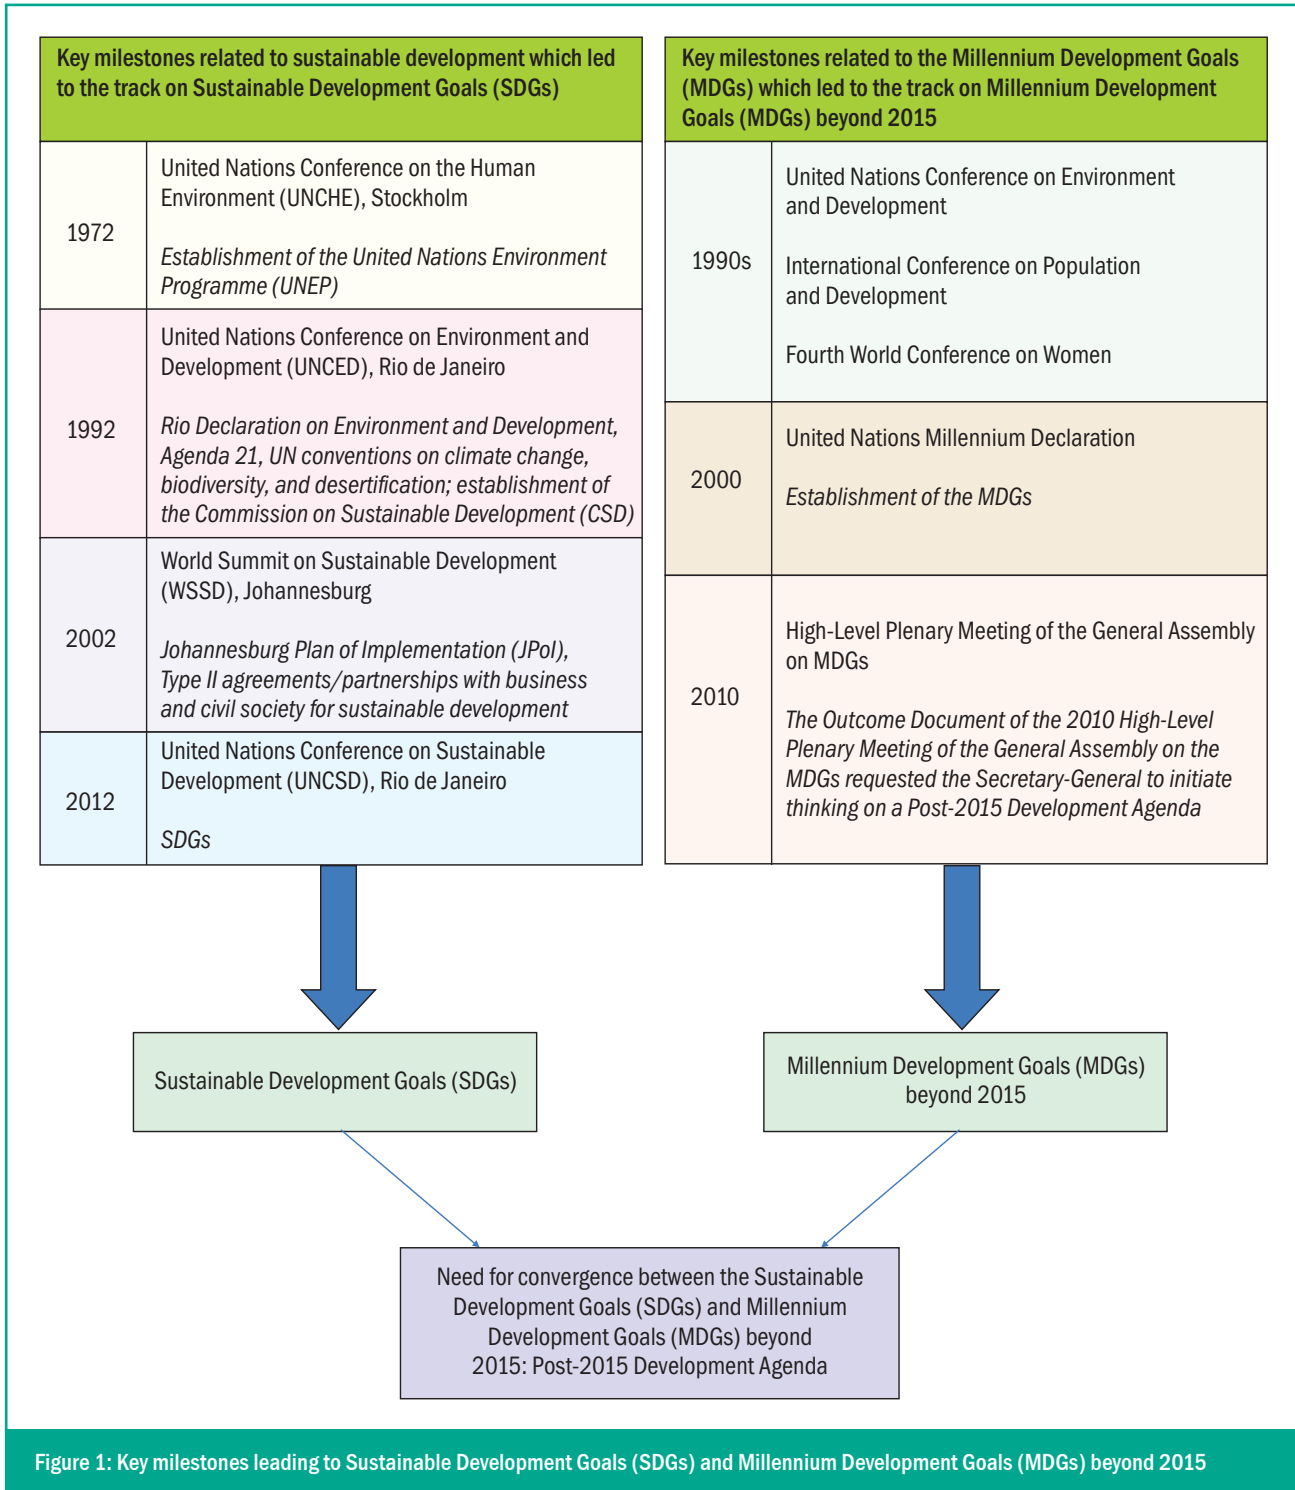 Key milestones related to sustainable development which led
to the track on Sustainable Development Goals (SDGs)
1972
United Nations Conference on the Human
Environment (UNCHE), Stockholm
Establishment of the United Nations Environment
Programme (UNEP)
1992
United Nations Conference on Environment and
Development (UNCED), Rio de Janeiro
Rio Declaration on Environment and Development,
Agenda 21, UN conventions on climate change,
biodiversity, and desertification; establishment of
the Commission on Sustainable Development (CSD)
2002
World Summit on Sustainable Development
(WSSD), Johannesburg
Johannesburg Plan of Implementation (JPoI),
Type II agreements/partnerships with business
and civil society for sustainable development
2012
United Nations Conference on Sustainable
Development (UNCSD), Rio de Janeiro
SDGs
Key milestones related to the Millennium Development Goals
(MDGs) which led to the track on Millennium Development
Goals (MDGs) beyond 2015
1990s
United Nations Conference on Environment
and Development
International Conference on Population
and Development
Fourth World Conference on Women
2000
United Nations Millennium Declaration
Establishment of the MDGs
2010
High-Level Plenary Meeting of the General Assembly
on MDGs
The Outcome Document of the 2010 High-Level
Plenary Meeting of the General Assembly on the
MDGs requested the Secretary-General to initiate
thinking on a Post-2015 Development Agenda
Sustainable Development Goals (SDGs)
Millennium Development Goals (MDGs)
beyond 2015
Need for convergence between the Sustainable
Development Goals (SDGs) and Millennium
Development Goals (MDGs) beyond
2015: Post-2015 Development Agenda
Figure 1: Key milestones leading to Sustainable Development Goals (SDGs) and Millennium Development Goals (MDGs) beyond 2015